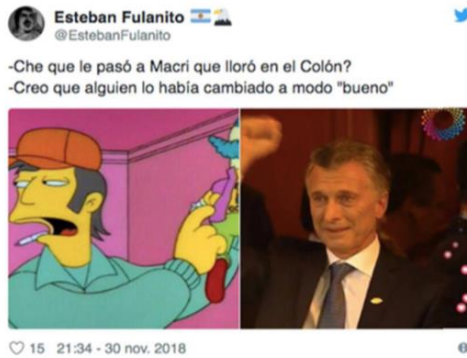 Esteban Fulanito 🇦🇷🏔
@EstebanFulanito
-Che que le pasó a Macri que lloró en el Colón?
-Creo que alguien lo había cambiado a modo "bueno"
15 21:34 - 30 nov. 2018